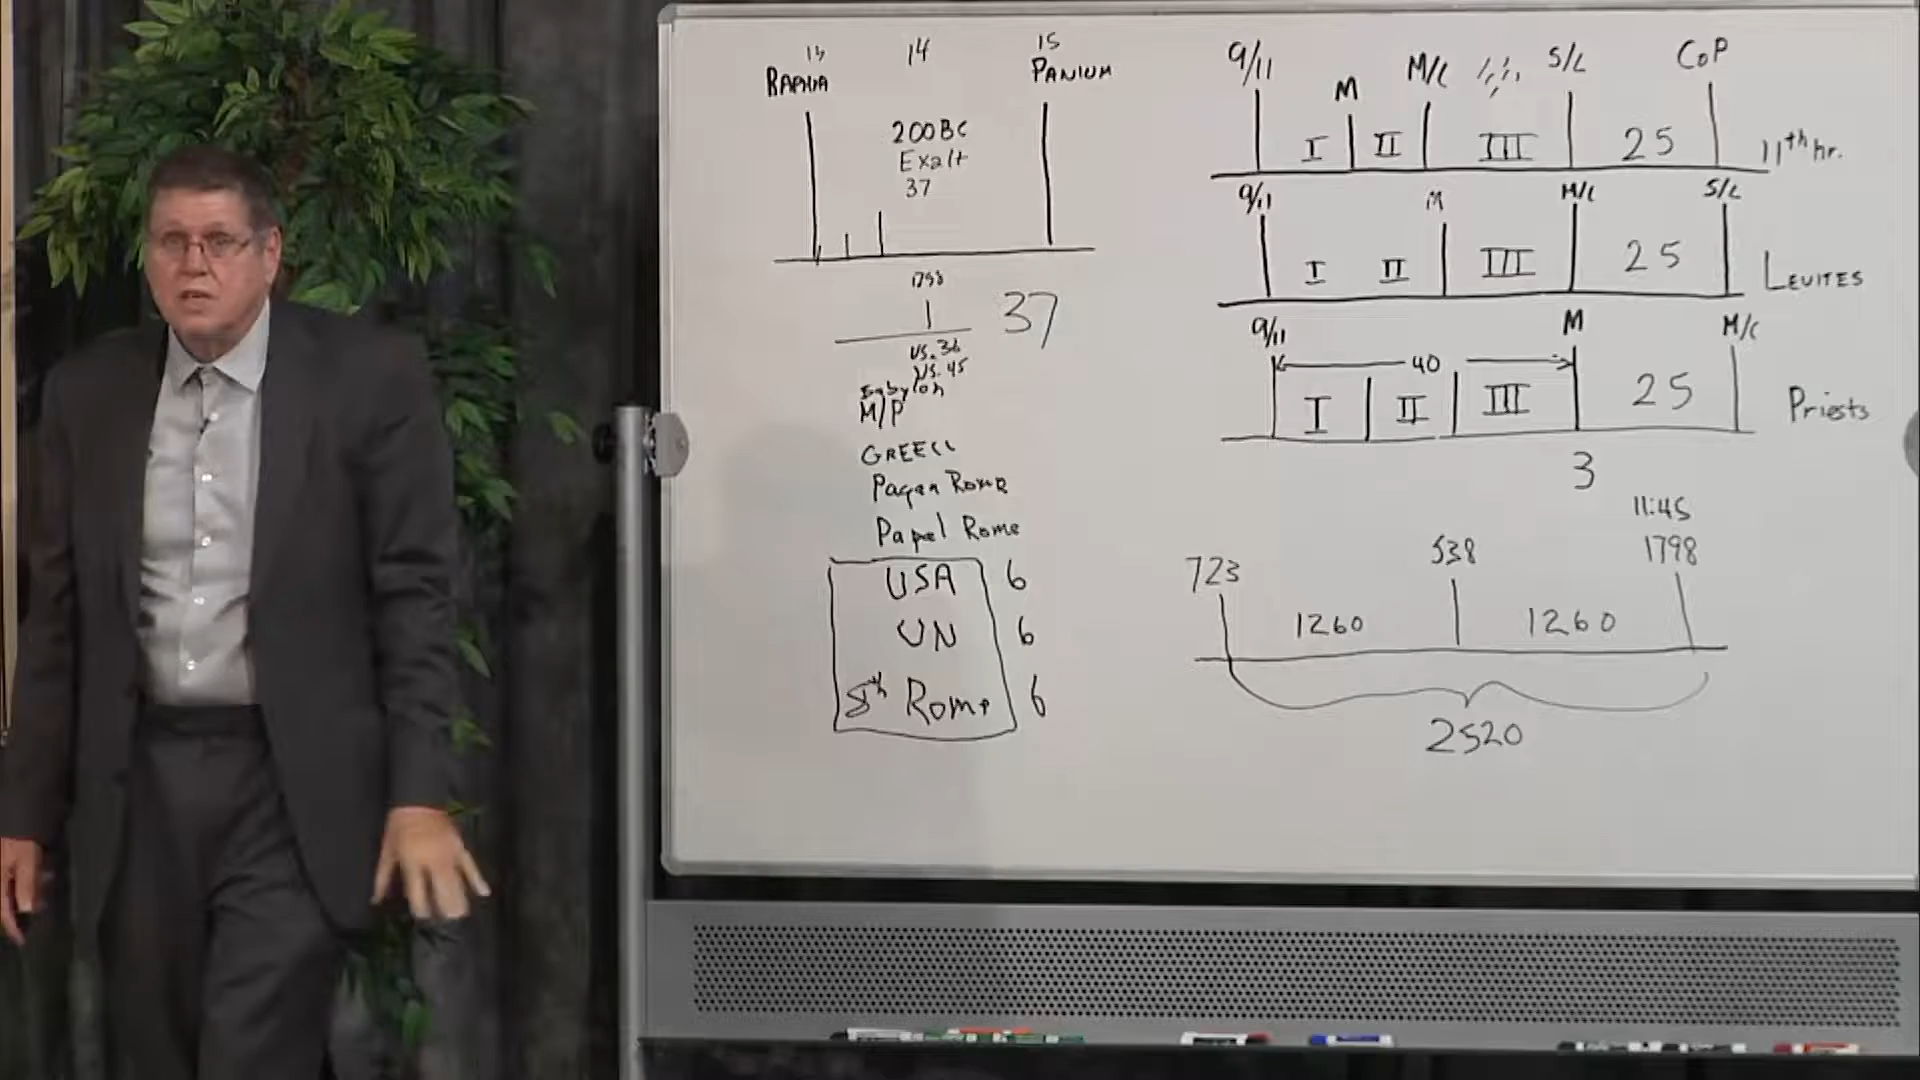 13 14 15
RAPHIA PANIUM
200BC
Exalt
37
1798
37
VS. 36
VS. 45
Babylon
M/P
GREECE
Pagan Rome
Papal Rome
USA 6
UN 6
8th Rome 6
9/11 M M/C S/L CoP
I II III 25 11th hr.
9/11 M M/C S/L
I II III 25 LEVITES
9/11 M M/C
40
I II III 25 Priests
3
11:45
723 538 1798
1260 1260
2520